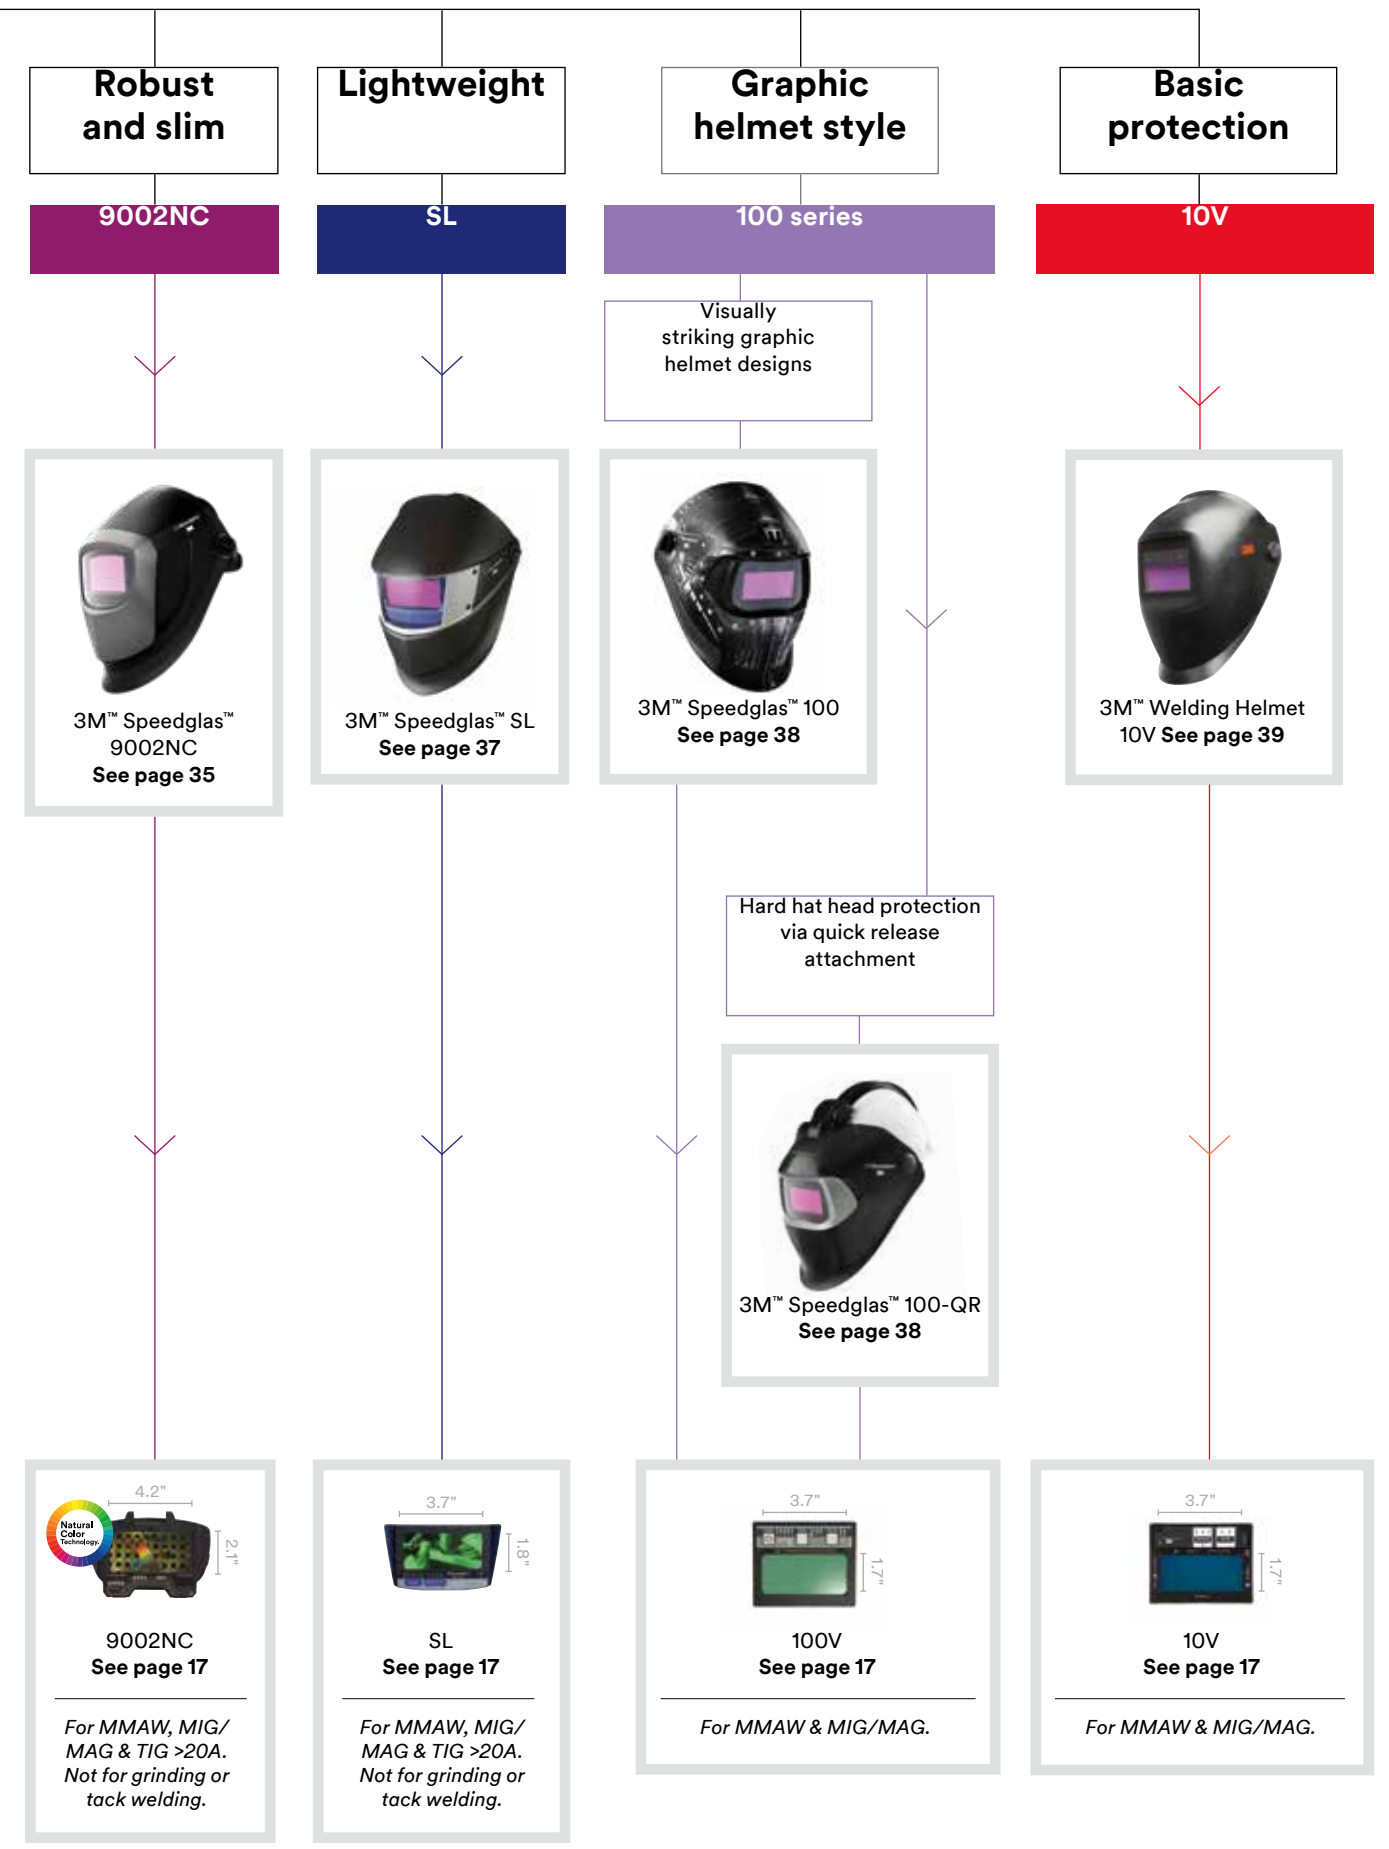 Robust
and slim
Lightweight
Graphic
helmet style
Basic
protection
9002NC
SL
100 series
10V
Visually
striking graphic
helmet designs
3M™ Speedglas™
9002NC
See page 35
3M™ Speedglas™ SL
See page 37
3M™ Speedglas™ 100
See page 38
3M™ Welding Helmet
10V See page 39
Hard hat head protection
via quick release
attachment
3M™ Speedglas™ 100-QR
See page 38
4.2"
2.1"
Natural
Color
Technology.
9002NC
See page 17
For MMAW, MIG/
MAG & TIG >20A.
Not for grinding or
tack welding.
3.7"
1.8"
SL
See page 17
For MMAW, MIG/
MAG & TIG >20A.
Not for grinding or
tack welding.
3.7"
1.7"
100V
See page 17
For MMAW & MIG/MAG.
3.7"
1.7"
10V
See page 17
For MMAW & MIG/MAG.